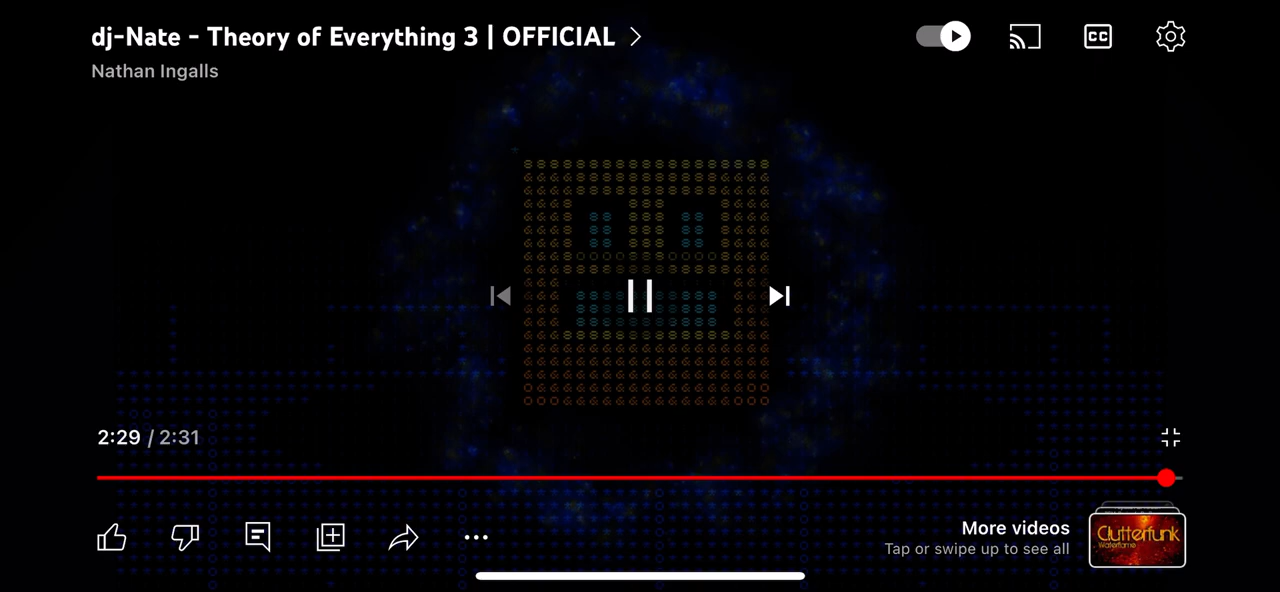 dj-Nate - Theory of Everything 3 | OFFICIAL
Nathan Ingalls
CC
2:29 / 2:31
More videos
Tap or swipe up to see all
Clutterfunk
Waterflame